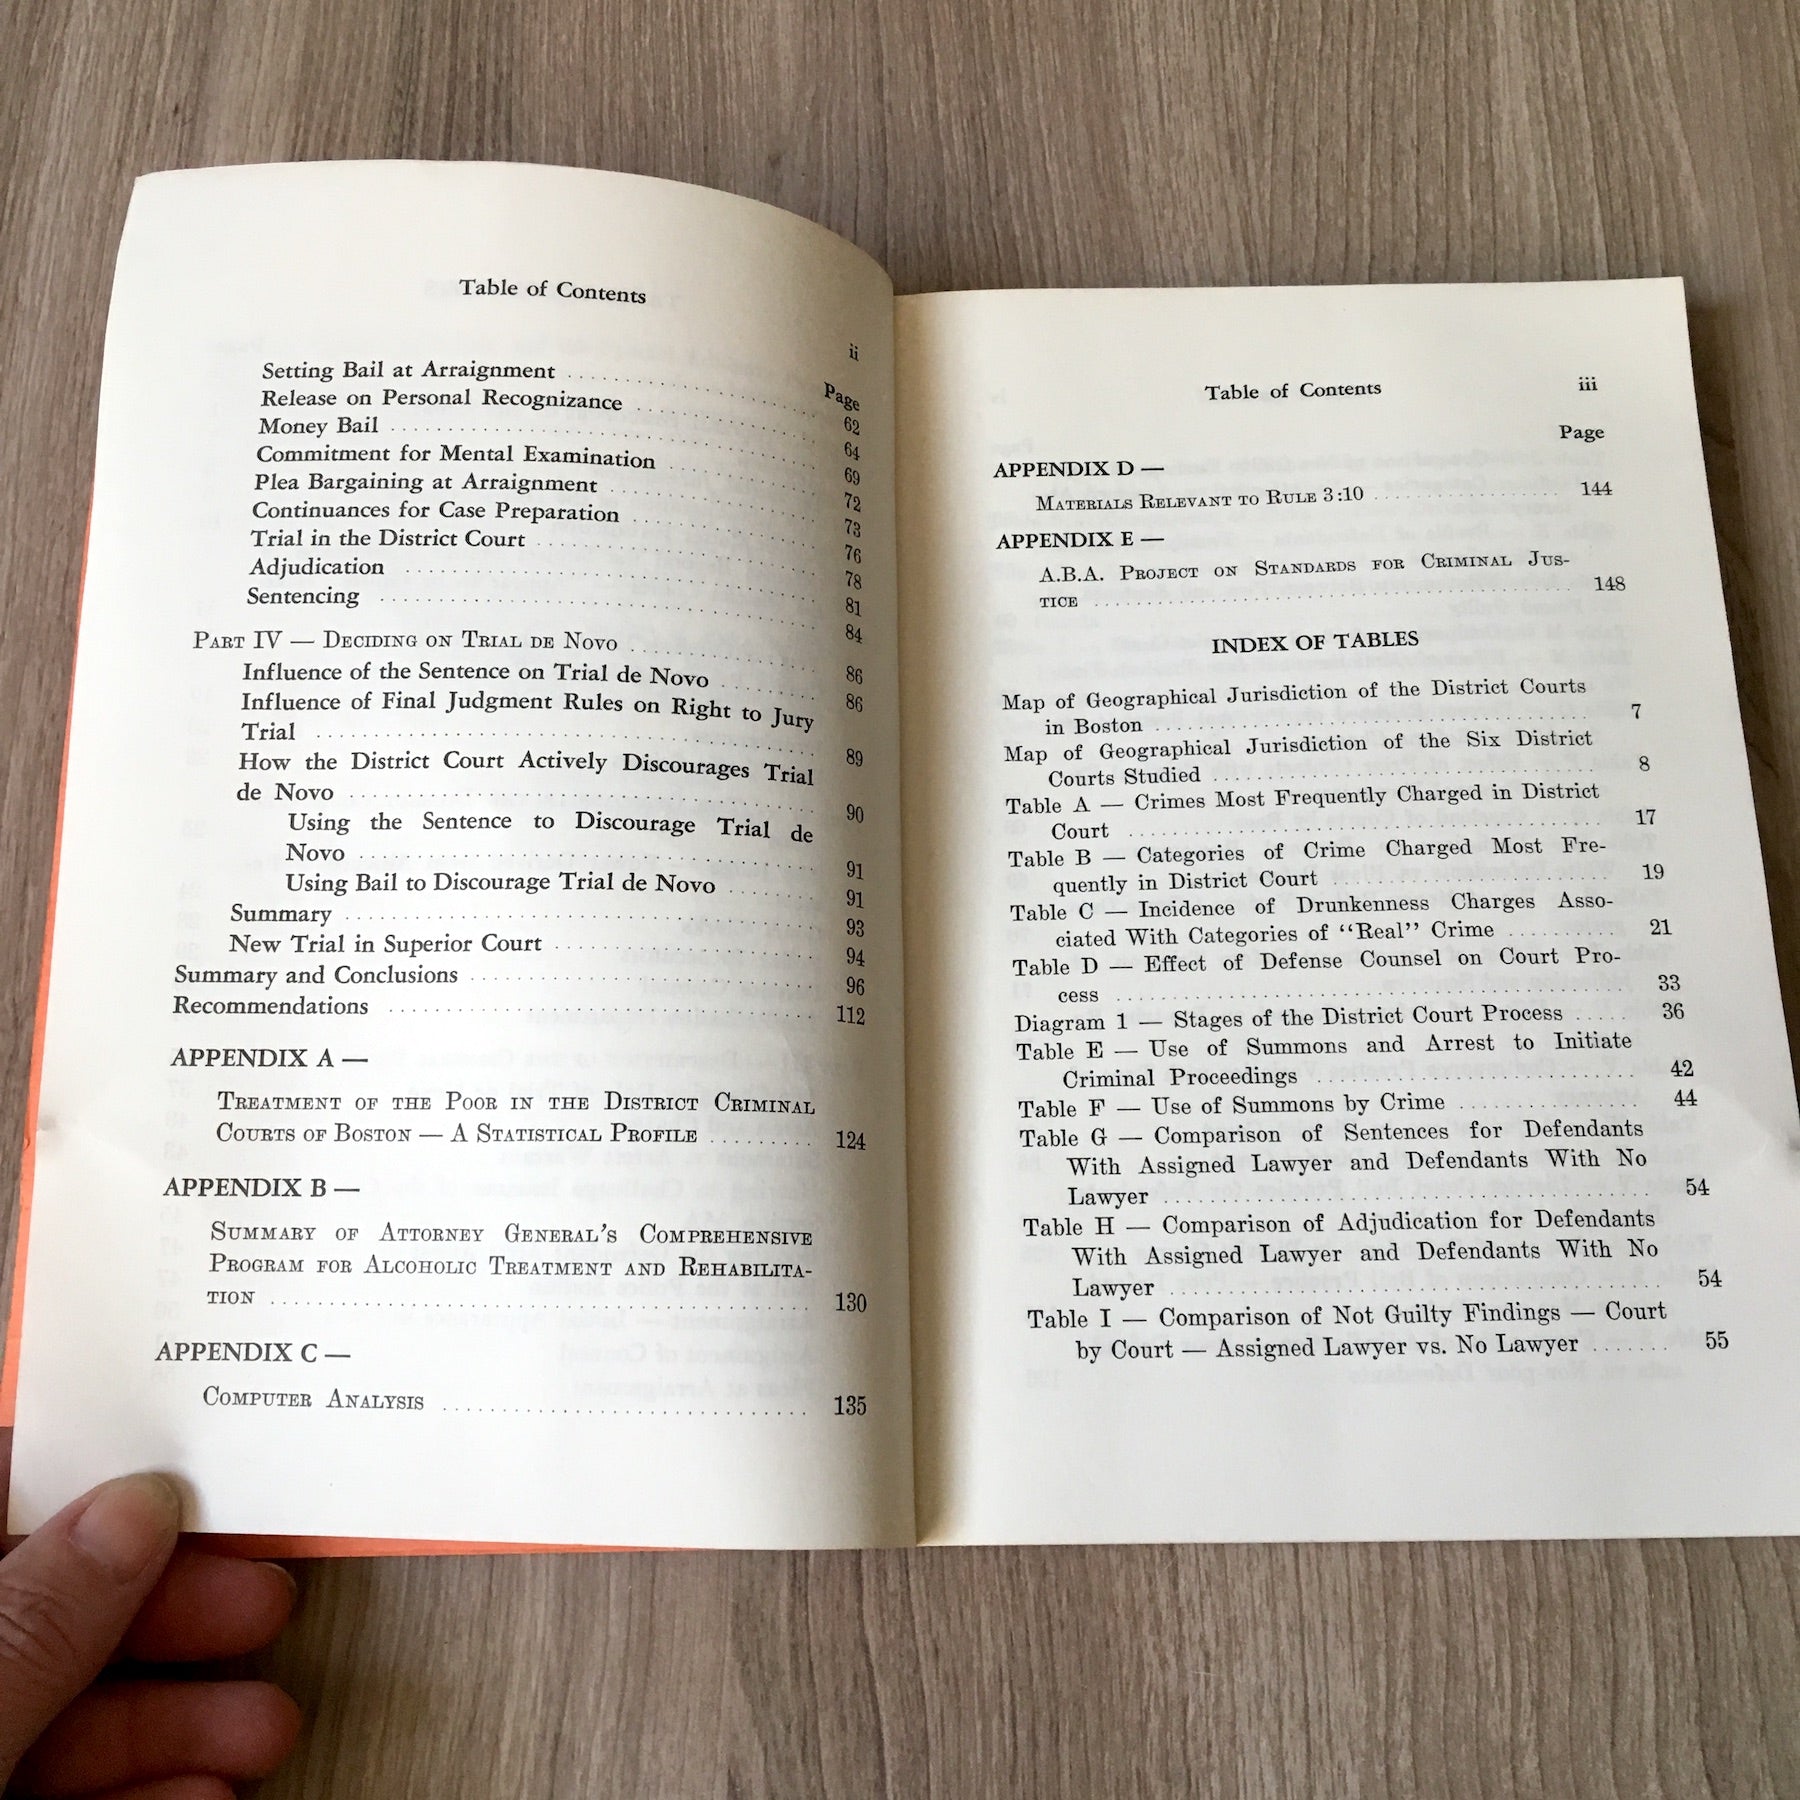 Table of Contents
ii
Page
Setting Bail at Arraignment ........ 62
Release on Personal Recognizance ........ 64
Money Bail ........ 69
Commitment for Mental Examination ........ 72
Plea Bargaining at Arraignment ........ 73
Continuances for Case Preparation ........ 76
Trial in the District Court ........ 78
Adjudication ........ 81
Sentencing ........ 84
PART IV — DECIDING ON TRIAL DE NOVO ........ 86
Influence of the Sentence on Trial de Novo ........ 86
Influence of Final Judgment Rules on Right to Jury
Trial ........ 89
How the District Court Actively Discourages Trial
de Novo ........ 90
Using the Sentence to Discourage Trial de
Novo ........ 91
Using Bail to Discourage Trial de Novo ........ 91
Summary ........ 93
New Trial in Superior Court ........ 94
Summary and Conclusions ........ 96
Recommendations ........ 112
APPENDIX A —
TREATMENT OF THE POOR IN THE DISTRICT CRIMINAL
COURTS OF BOSTON — A STATISTICAL PROFILE ........ 124
APPENDIX B —
SUMMARY OF ATTORNEY GENERAL'S COMPREHENSIVE
PROGRAM FOR ALCOHOLIC TREATMENT AND REHABILITA-
TION ........ 130
APPENDIX C —
COMPUTER ANALYSIS ........ 135
Table of Contents iii
Page
APPENDIX D —
MATERIALS RELEVANT TO RULE 3:10 ........ 144
APPENDIX E —
A.B.A. PROJECT ON STANDARDS FOR CRIMINAL JUS-
TICE ........ 148
INDEX OF TABLES
Map of Geographical Jurisdiction of the District Courts
in Boston ........ 7
Map of Geographical Jurisdiction of the Six District
Courts Studied ........ 8
Table A — Crimes Most Frequently Charged in District
Court ........ 17
Table B — Categories of Crime Charged Most Fre-
quently in District Court ........ 19
Table C — Incidence of Drunkenness Charges Asso-
ciated With Categories of "Real" Crime ........ 21
Table D — Effect of Defense Counsel on Court Pro-
cess ........ 33
Diagram 1 — Stages of the District Court Process ..... 36
Table E — Use of Summons and Arrest to Initiate
Criminal Proceedings ........ 42
Table F — Use of Summons by Crime ........ 44
Table G — Comparison of Sentences for Defendants
With Assigned Lawyer and Defendants With No
Lawyer ........ 54
Table H — Comparison of Adjudication for Defendants
With Assigned Lawyer and Defendants With No
Lawyer ........ 54
Table I — Comparison of Not Guilty Findings — Court
by Court — Assigned Lawyer vs. No Lawyer ....... 55